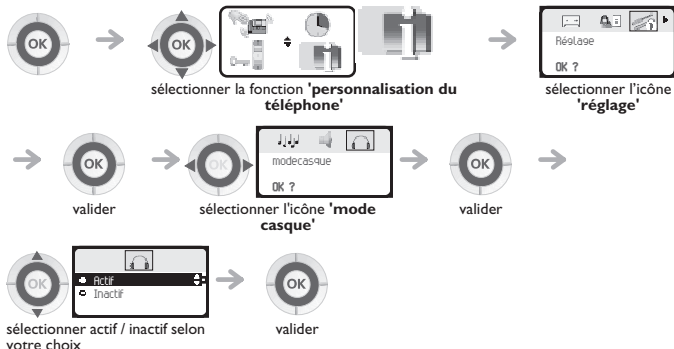 OK
OK
Réglage
OK ?
sélectionner la fonction 'personnalisation du
téléphone'
sélectionner l'icône
'réglage'
OK
OK
modecasque
OK ?
OK
valider
sélectionner l'icône 'mode
casque'
valider
OK
Actif
Inactif
OK
sélectionner actif / inactif selon
votre choix
valider